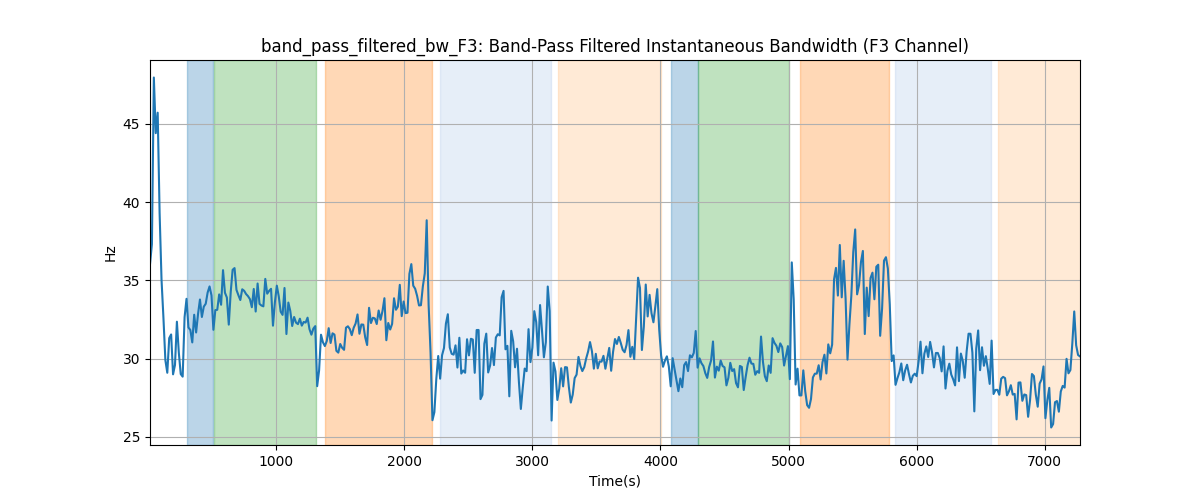 band_pass_filtered_bw_F3: Band-Pass Filtered Instantaneous Bandwidth (F3 Channel)
Hz
45
40
35
30
25
1000 2000 3000 4000 5000 6000 7000
Time(s)